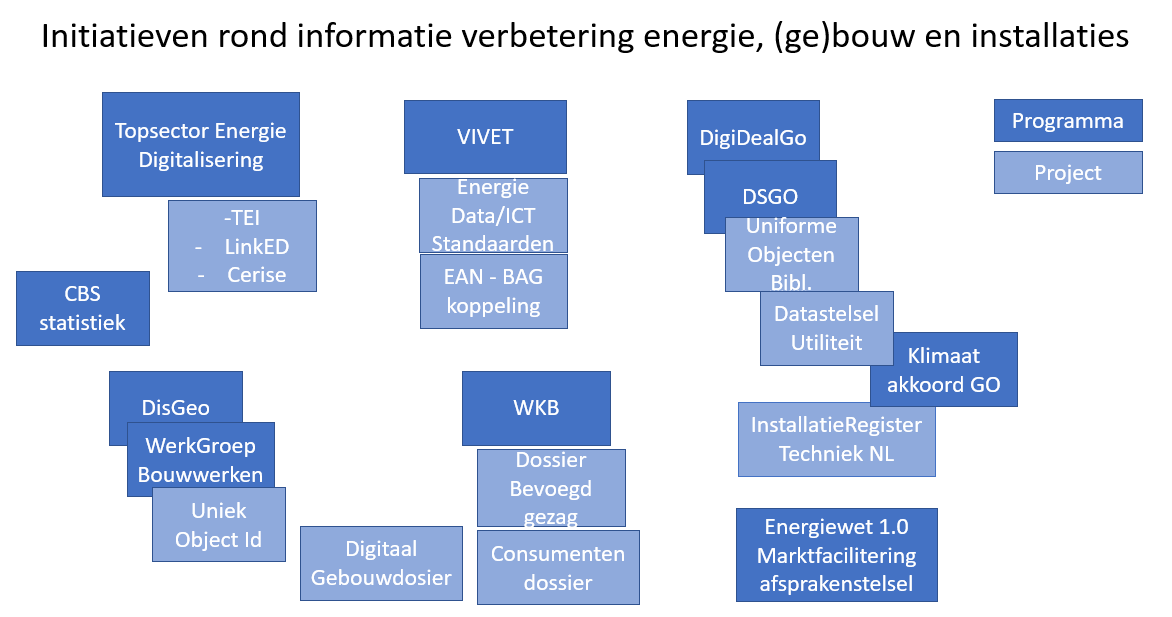 Initiatieven rond informatie verbetering energie, (ge)bouw en installaties
Topsector Energie
Digitalisering
-TEI
- LinkED
- Cerise
CBS
statistiek
VIVET
Energie
Data/ICT
Standaarden
EAN - BAG
koppeling
DigiDealGo
DSGO
Uniforme
Objecten
Bibl.
Datastelsel
Utiliteit
Klimaat
akkoord GO
InstallatieRegister
Techniek NL
Programma
Project
DisGeo
WerkGroep
Bouwwerken
Uniek
Object Id
Digitaal
Gebouwdossier
WKB
Dossier
Bevoegd
gezag
Consumenten
dossier
Energiewet 1.0
Marktfacilitering
afsprakenstelsel